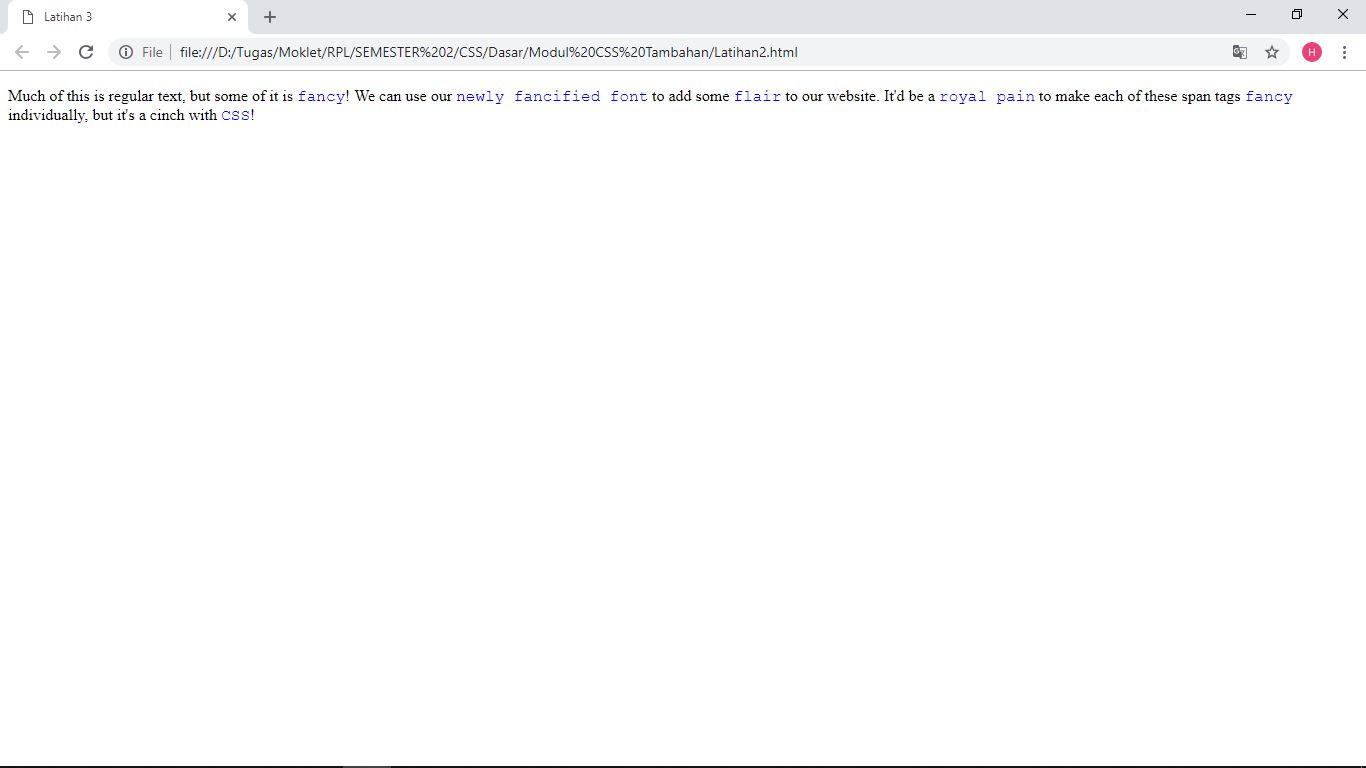 Latihan 3
File file:///D:/Tugas/Moklet/RPL/SEMESTER%202/CSS/Dasar/Modul%20CSS%20Tambahan/Latihan2.html H
Much of this is regular text, but some of it is fancy! We can use our newly fancified font to add some flair to our website. It'd be a royal pain to make each of these span tags fancy
individually, but it's a cinch with CSS!